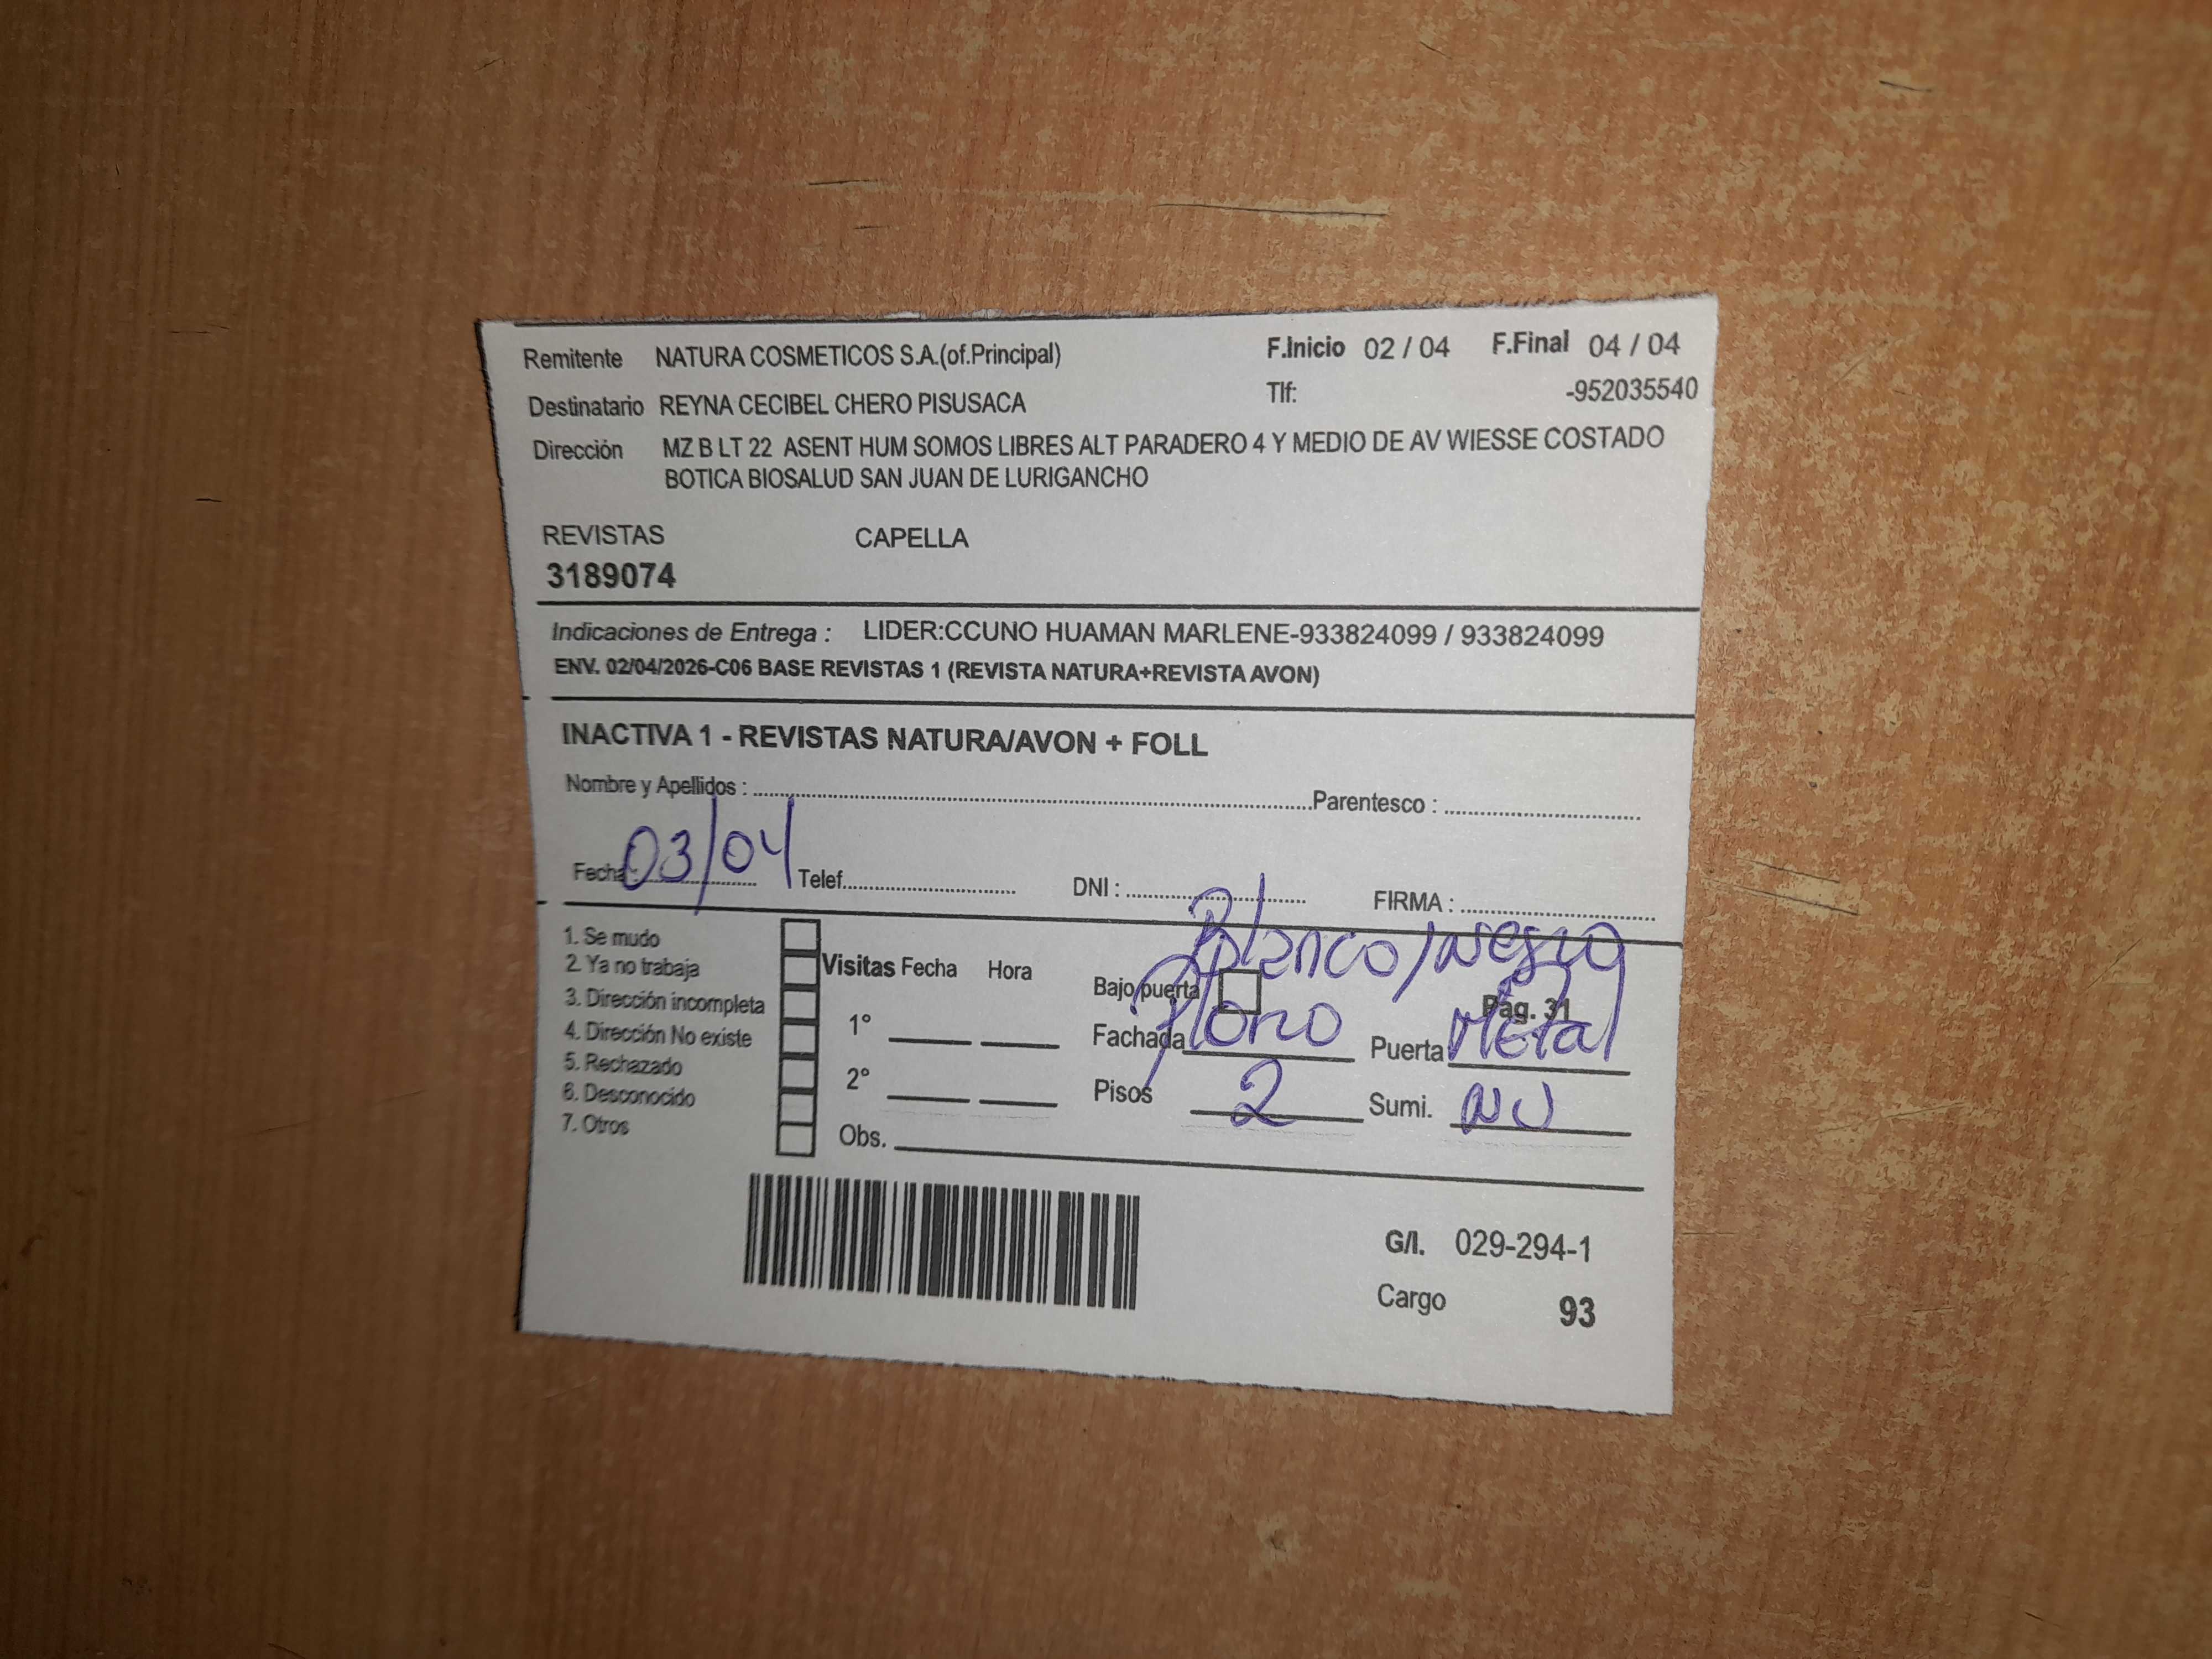 Remitente NATURA COSMETICOS S.A.(of.Principal) F.Inicio 02 / 04 F.Final 04 / 04
Destinatario REYNA CECIBEL CHERO PISUSACA Tlf: -952035540
Dirección MZ B LT 22 ASENT HUM SOMOS LIBRES ALT PARADERO 4 Y MEDIO DE AV WIESSE COSTADO
BOTICA BIOSALUD SAN JUAN DE LURIGANCHO
REVISTAS CAPELLA
3189074
Indicaciones de Entrega : LIDER:CCUNO HUAMAN MARLENE-933824099 / 933824099
ENV. 02/04/2026-C06 BASE REVISTAS 1 (REVISTA NATURA+REVISTA AVON)
INACTIVA 1 - REVISTAS NATURA/AVON + FOLL
Nombre y Apellidos : Parentesco :
Fecha : 03/04 Telef. DNI : FIRMA :
Blanco/Negro
1. Se mudo
2. Ya no trabaja
3. Dirección incompleta
4. Dirección No existe
5. Rechazado
6. Desconocido
7. Otros
Visitas Fecha Hora
1°
2°
Obs.
Bajo puerta Pág. 31
Fachada Plomo Puerta Metal
Pisos 2 Sumi. NO
G/I. 029-294-1
Cargo 93